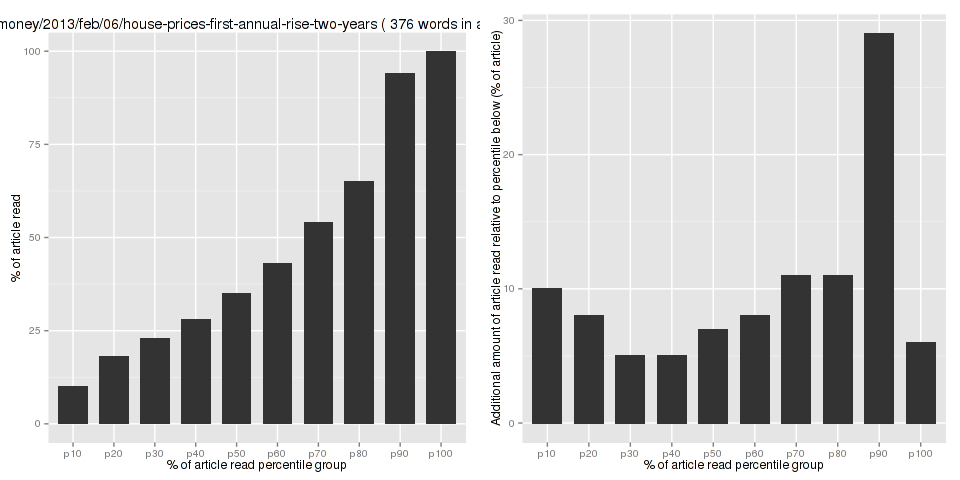 money/2013/feb/06/house-prices-first-annual-rise-two-years ( 376 words in a
% of article read
100
75
50
25
0
p10 p20 p30 p40 p50 p60 p70 p80 p90 p100
% of article read percentile group
Additional amount of article read relative to percentile below (% of article)
30
20
10
0
p10 p20 p30 p40 p50 p60 p70 p80 p90 p100
% of article read percentile group